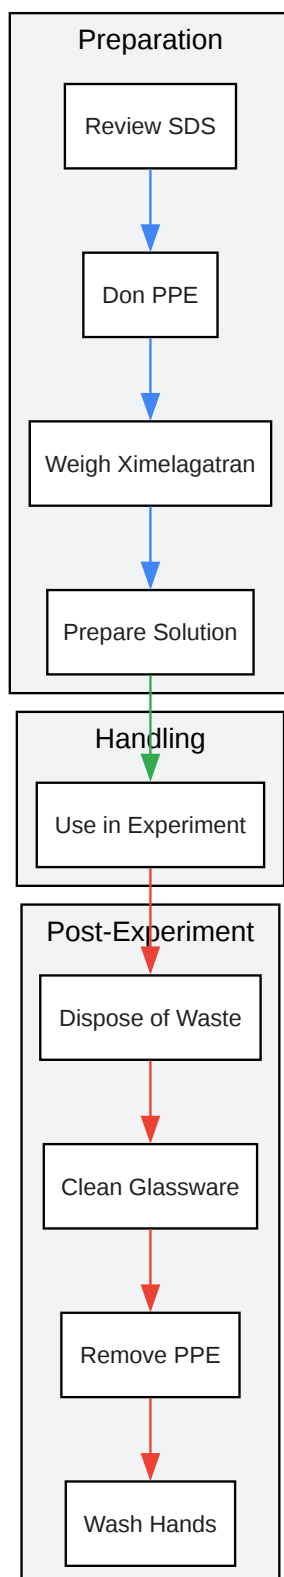 Preparation
Review SDS
Don PPE
Weigh Ximelagatran
Prepare Solution
Handling
Use in Experiment
Post-Experiment
Dispose of Waste
Clean Glassware
Remove PPE
Wash Hands